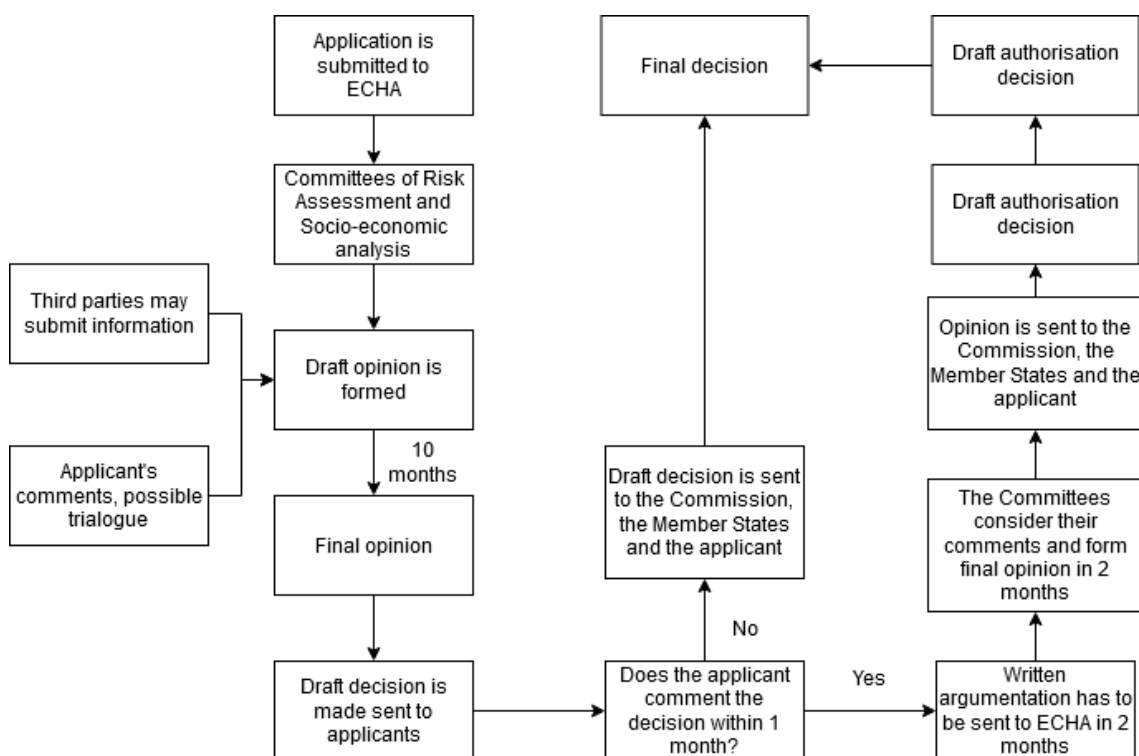 Application is
submitted to
ECHA
Committees of Risk
Assessment and
Socio-economic
analysis
Third parties may
submit information
Draft opinion is
formed
Applicant's
comments, possible
trialogue
10
months
Final opinion
Draft decision is
made sent to
applicants
Does the applicant
comment the
decision within 1
month?
No
Draft decision is sent
to the Commission,
the Member States
and the applicant
Final decision
Yes
Written
argumentation has to
be sent to ECHA in 2
months
The Committees
consider their
comments and form
final opinion in 2
months
Opinion is sent to the
Commission, the
Member States and the
applicant
Draft authorisation
decision
Draft authorisation
decision